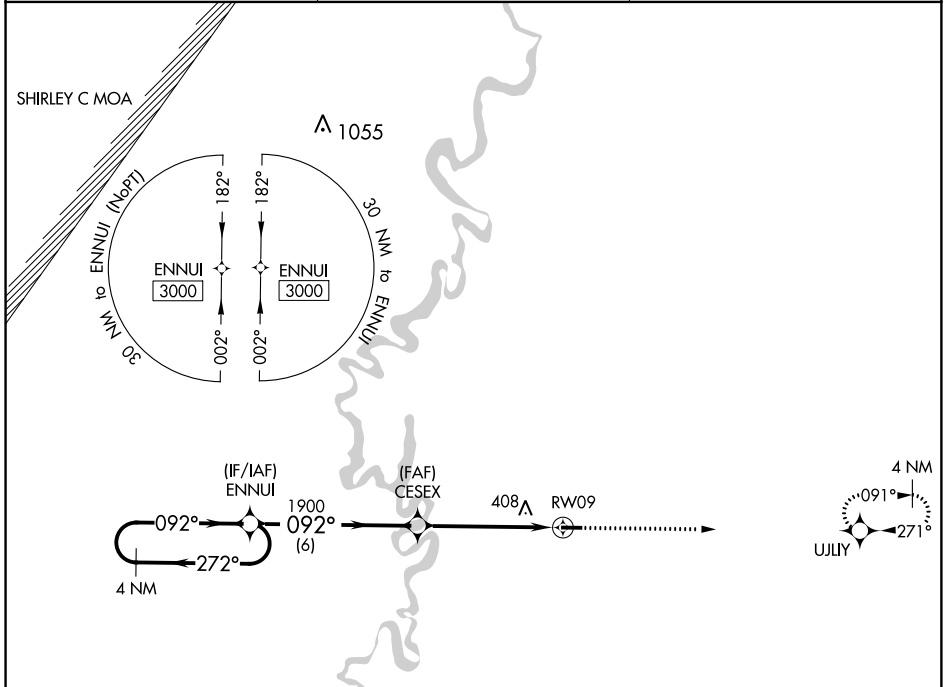 SHIRLEY C MOA
1055
30 NM to ENNUI (NoPT)
182°
182°
30 NM to ENNUI
ENNUI
3000
ENNUI
3000
002°
002°
(IF/IAF)
ENNUI
(FAF)
CESEX
4 NM
092°
1900
092°
(6)
408
RW09
091°
271°
UJLIY
272°
4 NM